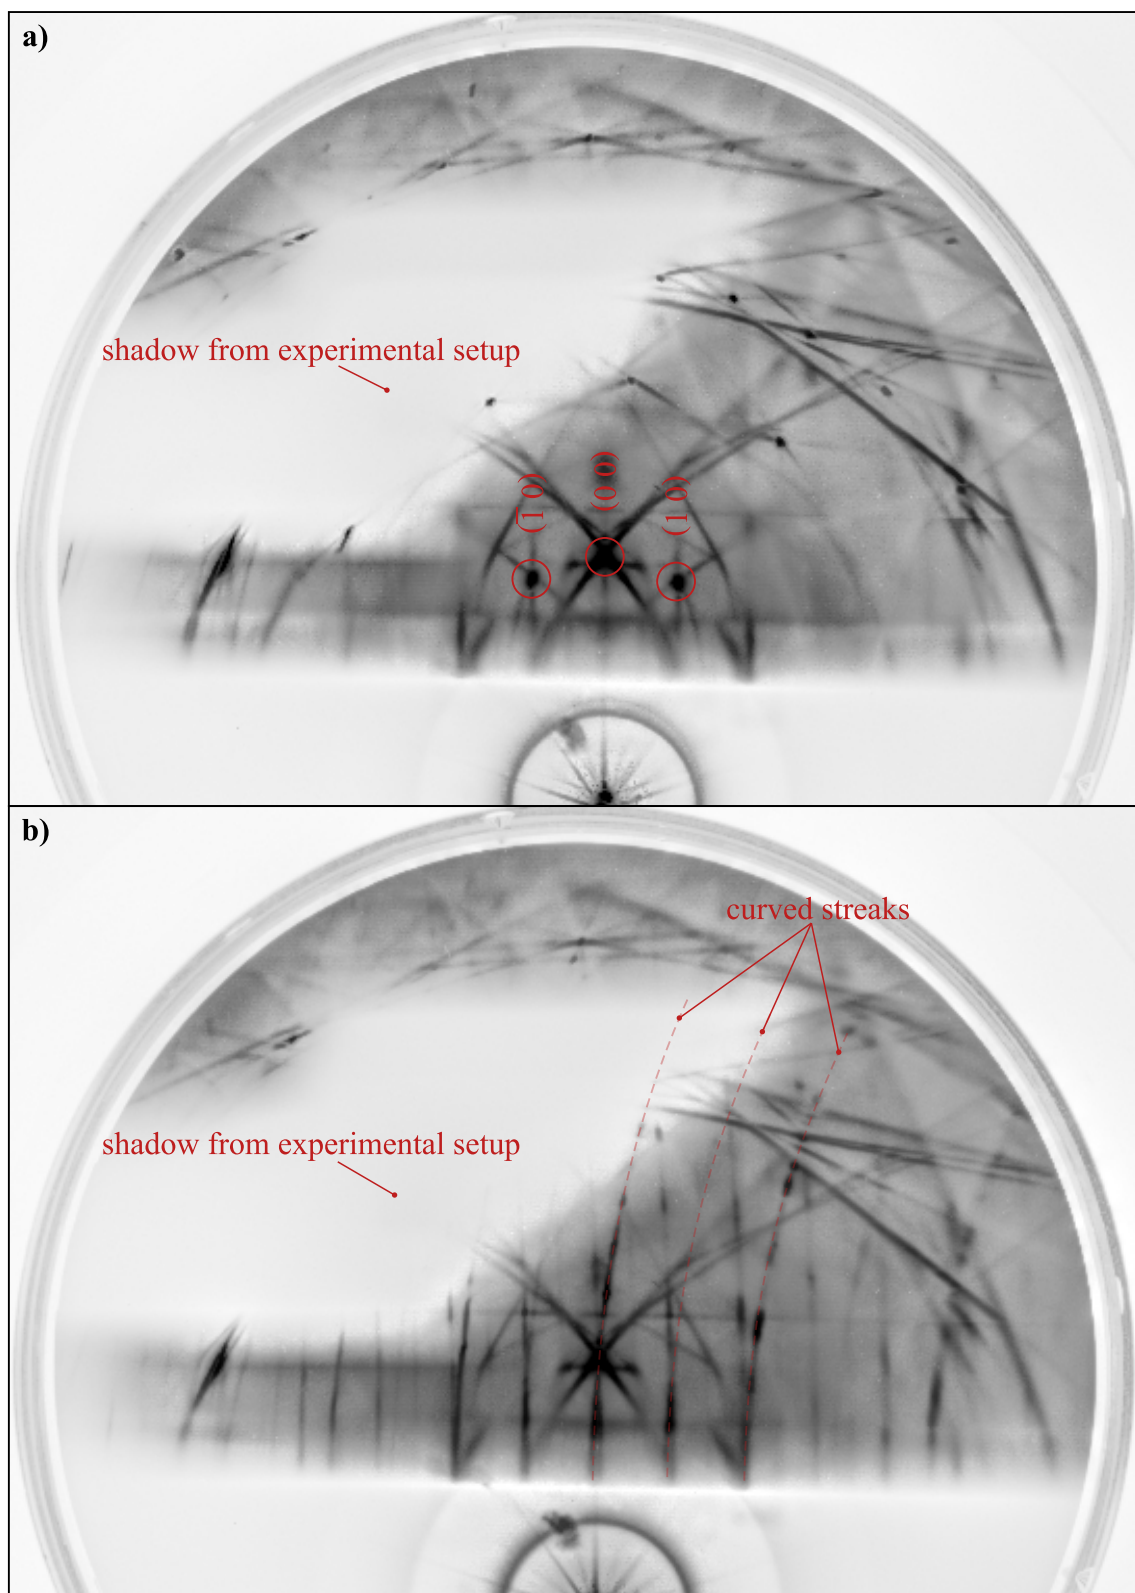 a)
shadow from experimental setup
(1 0)
(0 0)
(1 0)
b)
curved streaks
shadow from experimental setup